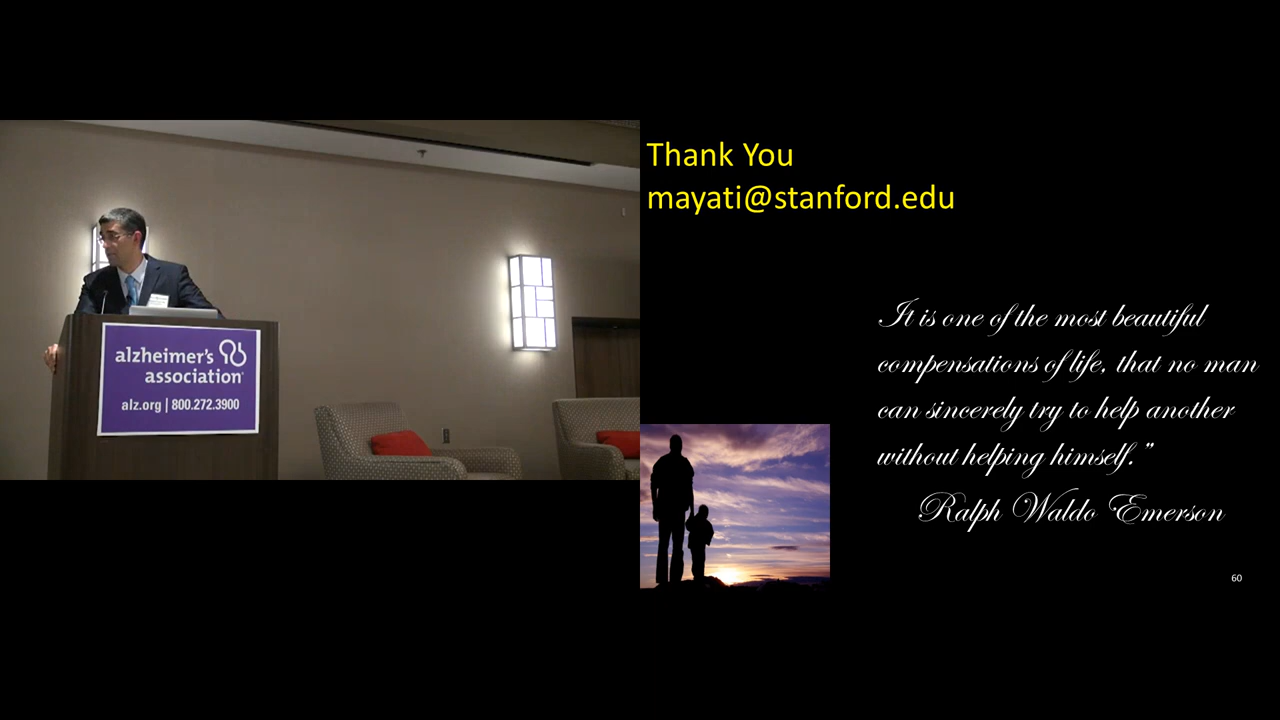 alzheimer's
association
alz.org | 800.272.3900
Thank You
mayati@stanford.edu
It is one of the most beautiful
compensations of life, that no man
can sincerely try to help another
without helping himself."
Ralph Waldo Emerson
60